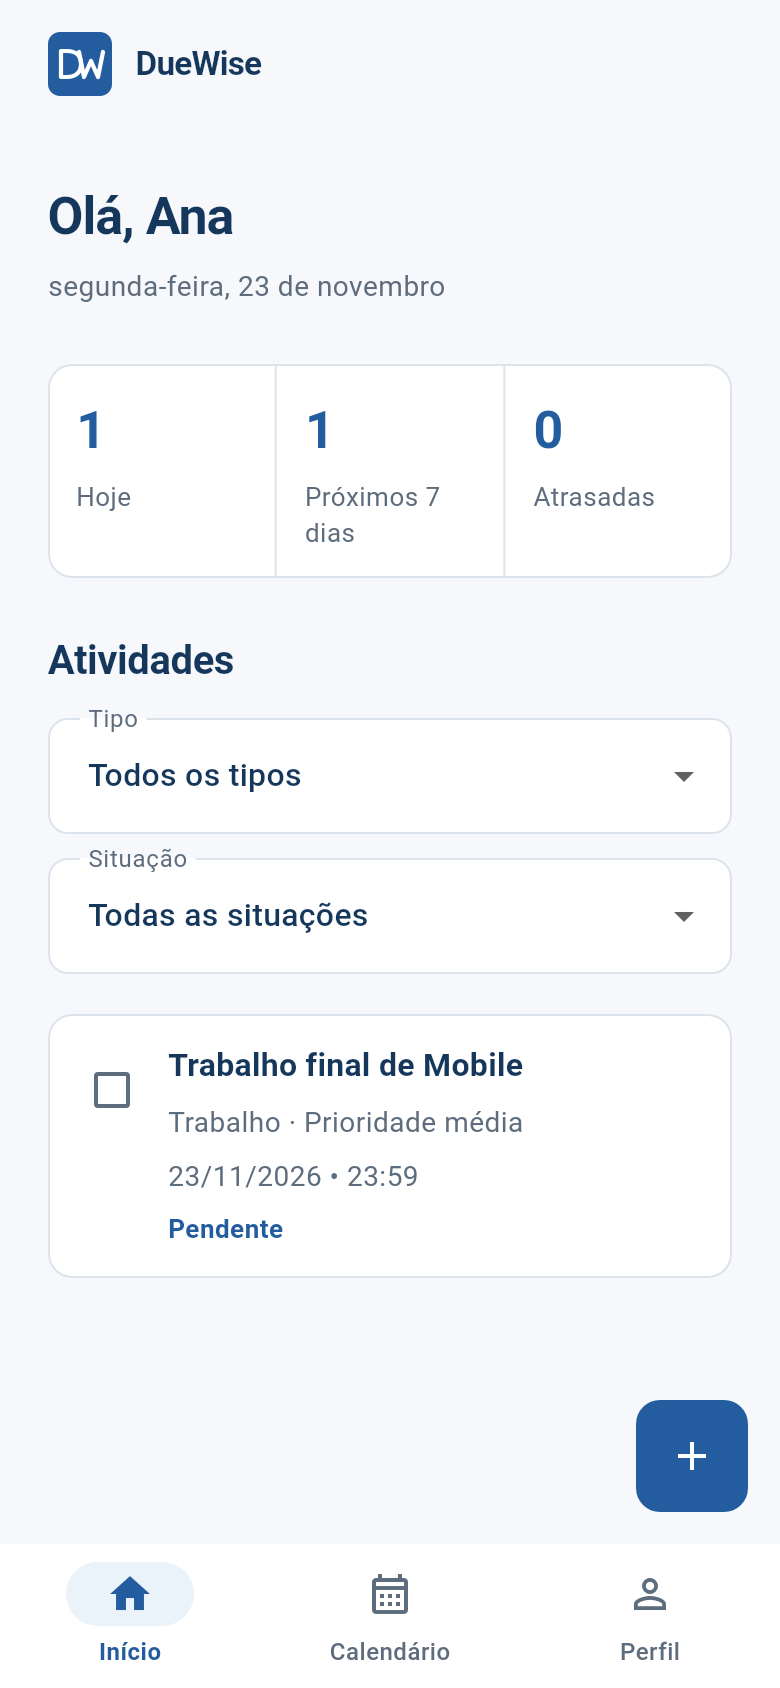 DW DueWise
Olá, Ana
segunda-feira, 23 de novembro
1
Hoje
1
Próximos 7
dias
0
Atrasadas
Atividades
Tipo
Todos os tipos
Situação
Todas as situações
Trabalho final de Mobile
Trabalho · Prioridade média
23/11/2026 • 23:59
Pendente
+
Início
Calendário
Perfil